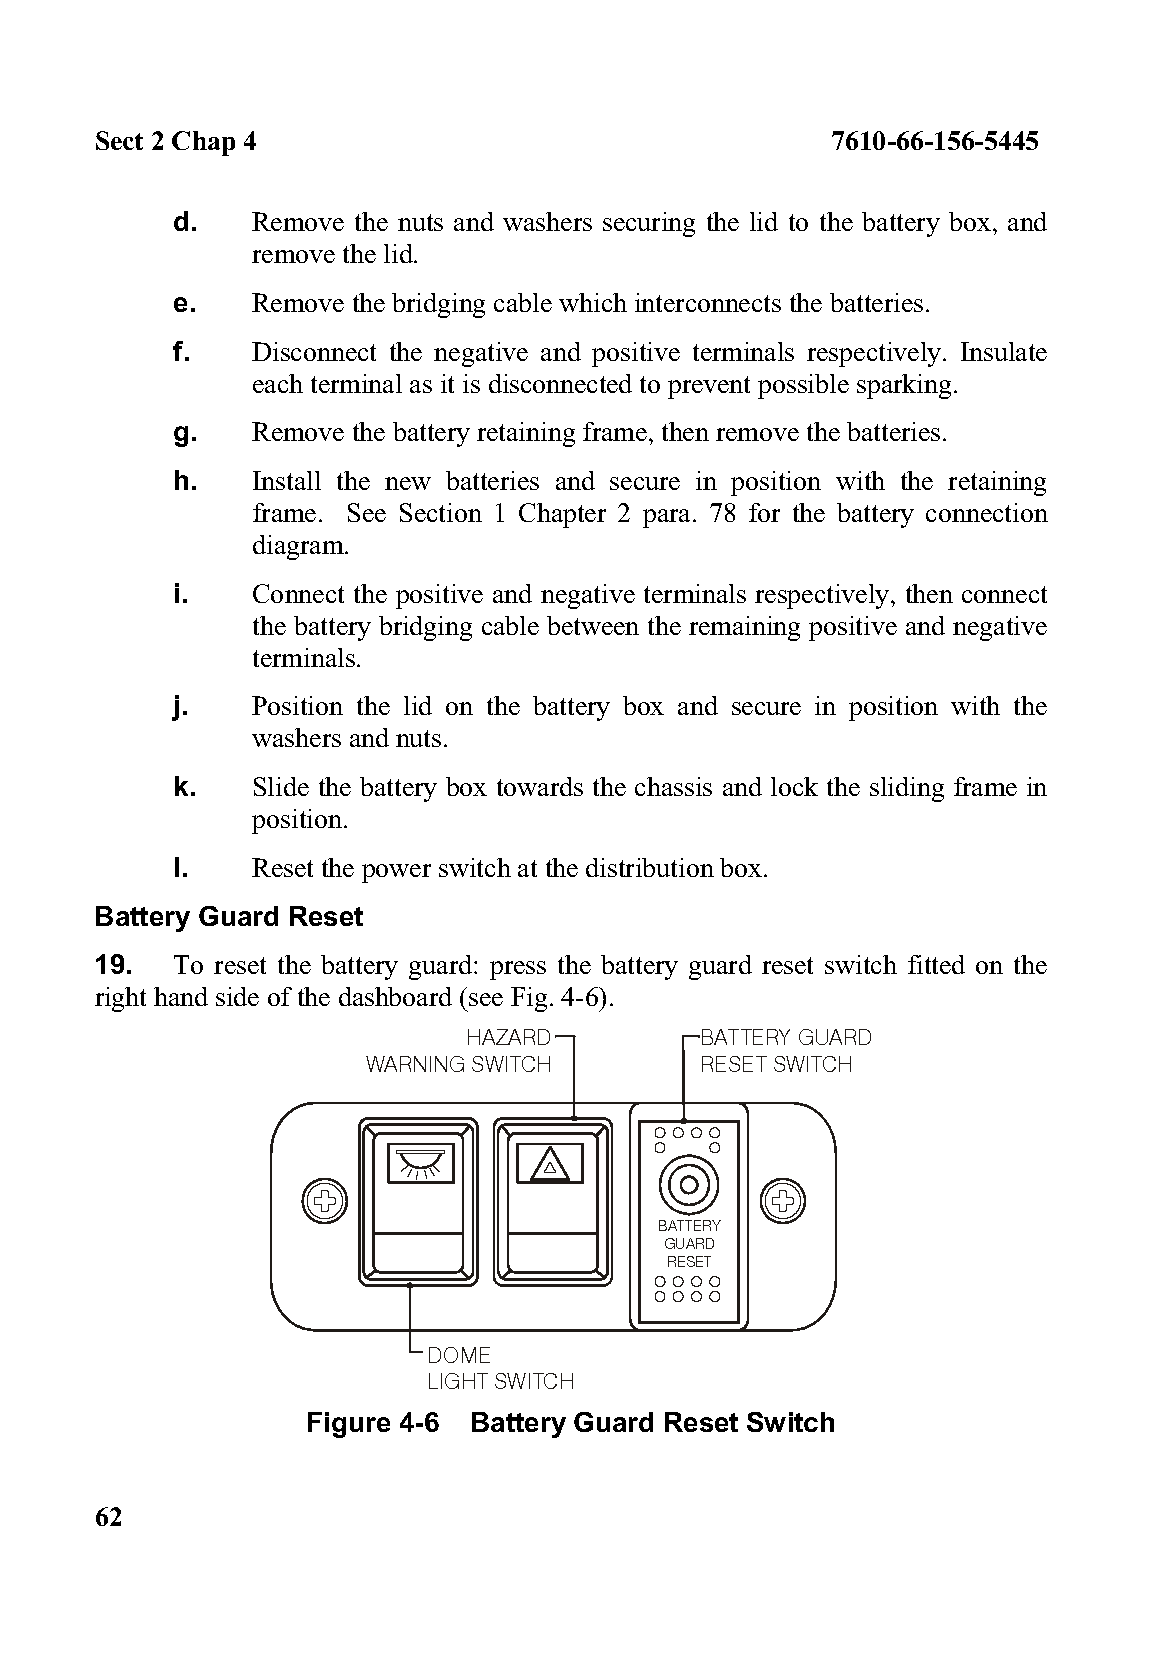 Sect 2 Chap 4 7610-66-156-5445
d. Remove the nuts and washers securing the lid to the battery box, and
remove the lid.
e. Remove the bridging cable which interconnects the batteries.
f. Disconnect the negative and positive terminals respectively. Insulate
each terminal as it is disconnected to prevent possible sparking.
g. Remove the battery retaining frame, then remove the batteries.
h. Install the new batteries and secure in position with the retaining
frame. See Section 1 Chapter 2 para. 78 for the battery connection
diagram.
i. Connect the positive and negative terminals respectively, then connect
the battery bridging cable between the remaining positive and negative
terminals.
j. Position the lid on the battery box and secure in position with the
washers and nuts.
k. Slide the battery box towards the chassis and lock the sliding frame in
position.
l. Reset the power switch at the distribution box.
Battery Guard Reset
19. To reset the battery guard: press the battery guard reset switch fitted on the
right hand side of the dashboard (see Fig. 4-6).
HAZARD
WARNING SWITCH
BATTERY GUARD
RESET SWITCH
BATTERY
GUARD
RESET
DOME
LIGHT SWITCH
Figure 4-6 Battery Guard Reset Switch
62